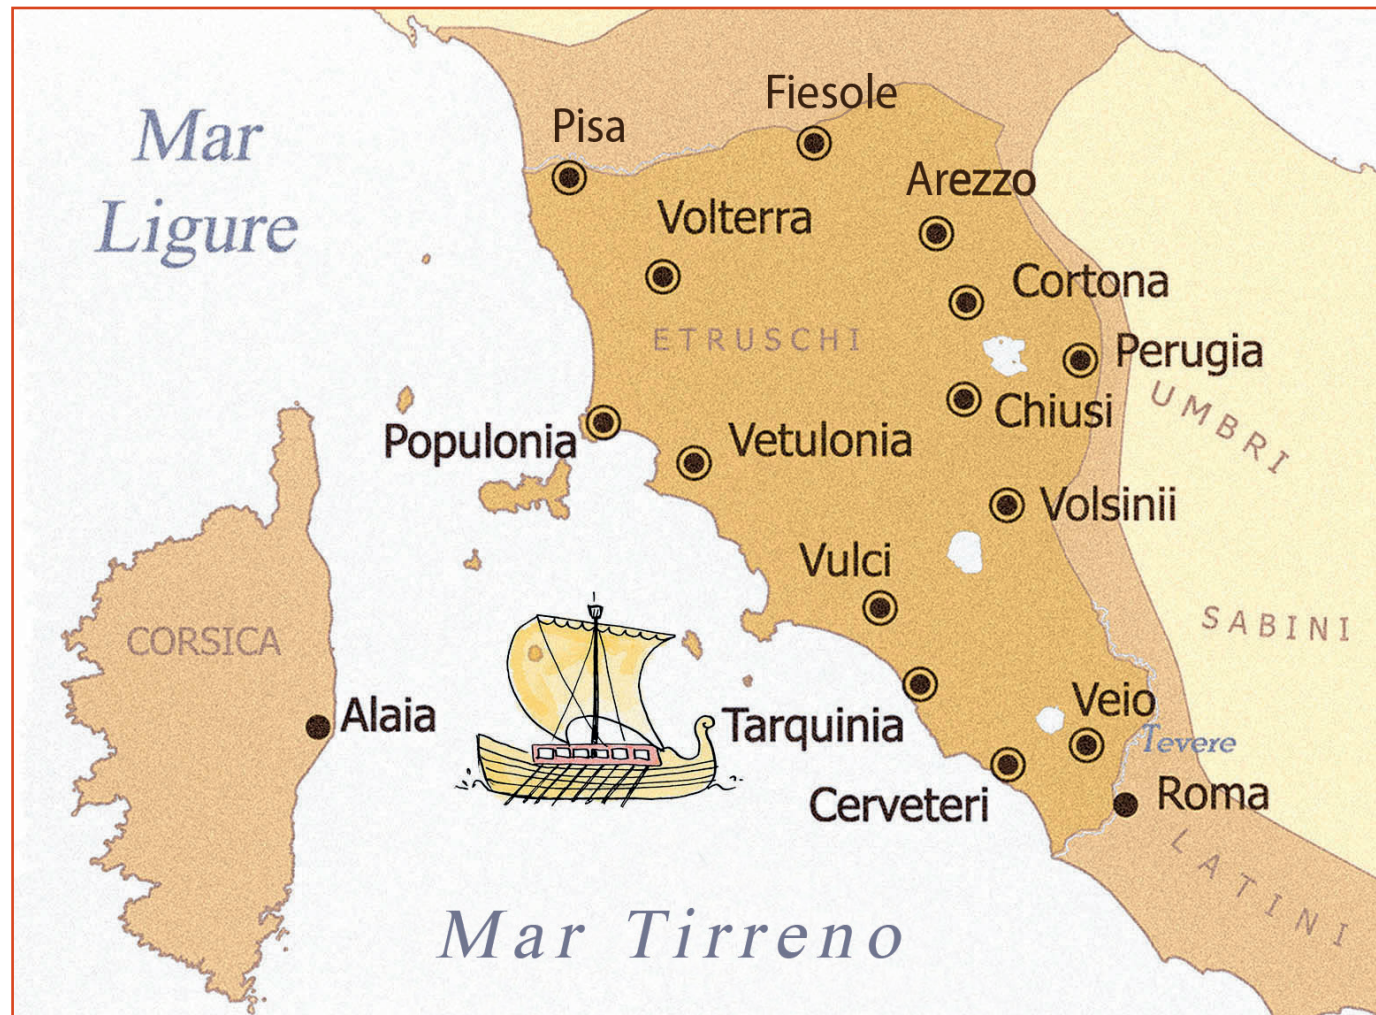 Mar
Ligure
Pisa
Fiesole
Arezzo
Volterra
Cortona
ETRUSCHI
Perugia
UMBRI
Chiusi
Populonia
Vetulonia
Volsinii
Vulci
SABINI
CORSICA
Alaia
Tarquinia
Veio
Tevere
Cerveteri
Roma
LATINI
Mar Tirreno